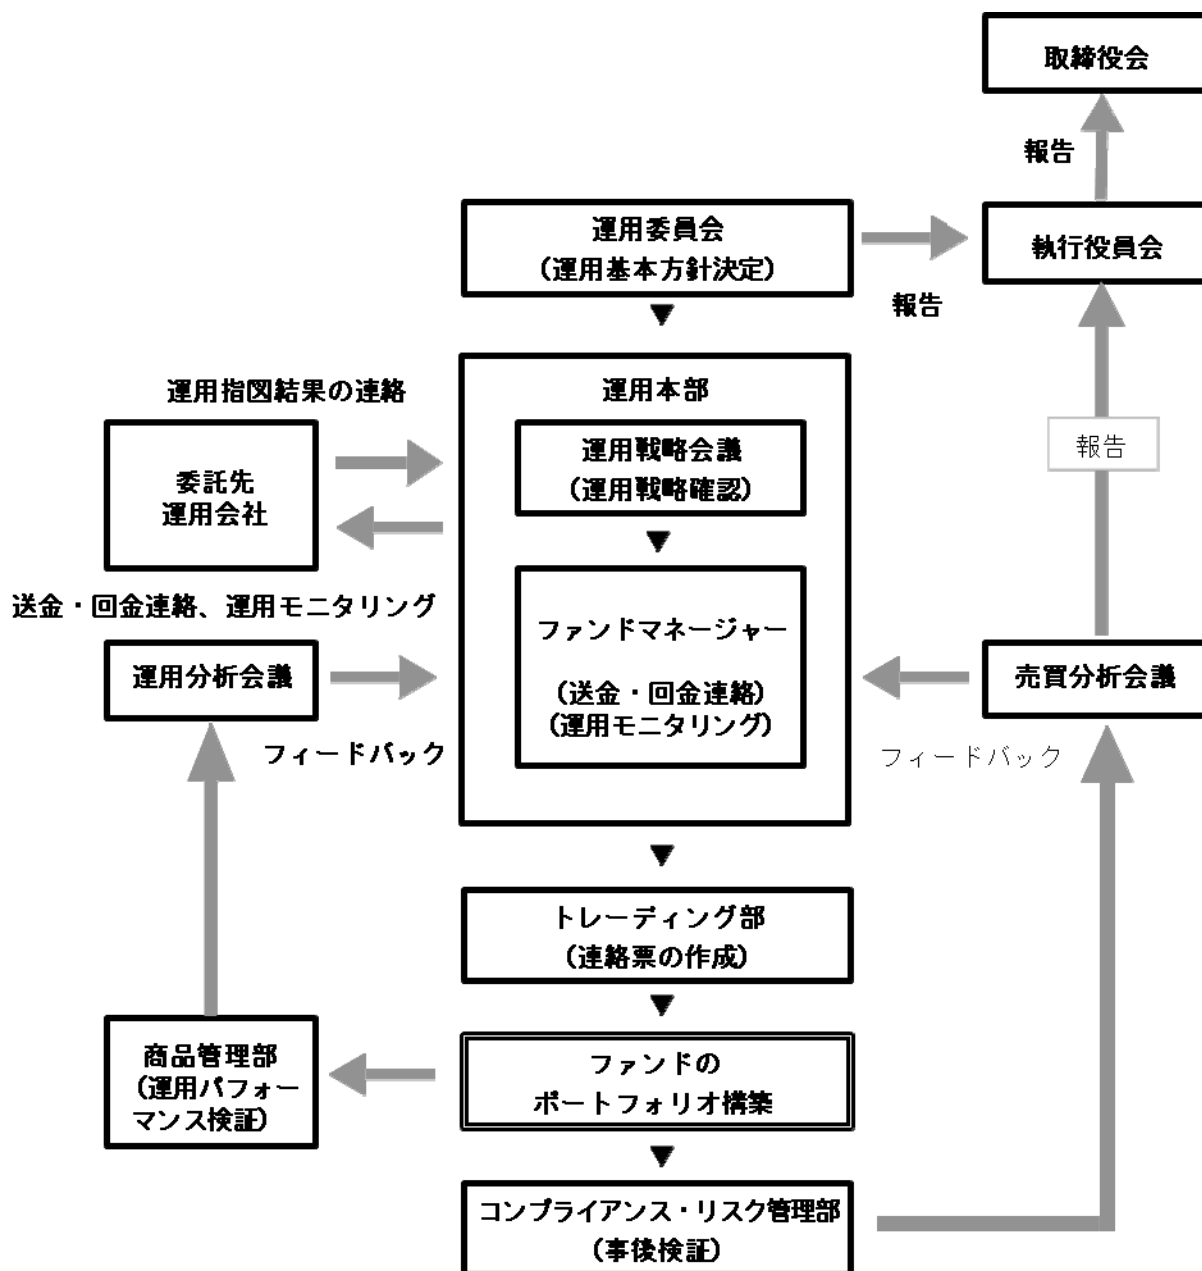 取締役会
報告
運用委員会
(運用基本方針決定)
執行役員会
報告
運用指図結果の連絡
運用本部
委託先
運用会社
運用戦略会議
(運用戦略確認)
報告
送金・回金連絡、運用モニタリング
ファンドマネージャー
(送金・回金連絡)
(運用モニタリング)
運用分析会議
売買分析会議
フィードバック
フィードバック
トレーディング部
(連絡票の作成)
商品管理部
(運用パフォー
マンス検証)
ファンドの
ポートフォリオ構築
コンプライアンス・リスク管理部
(事後検証)